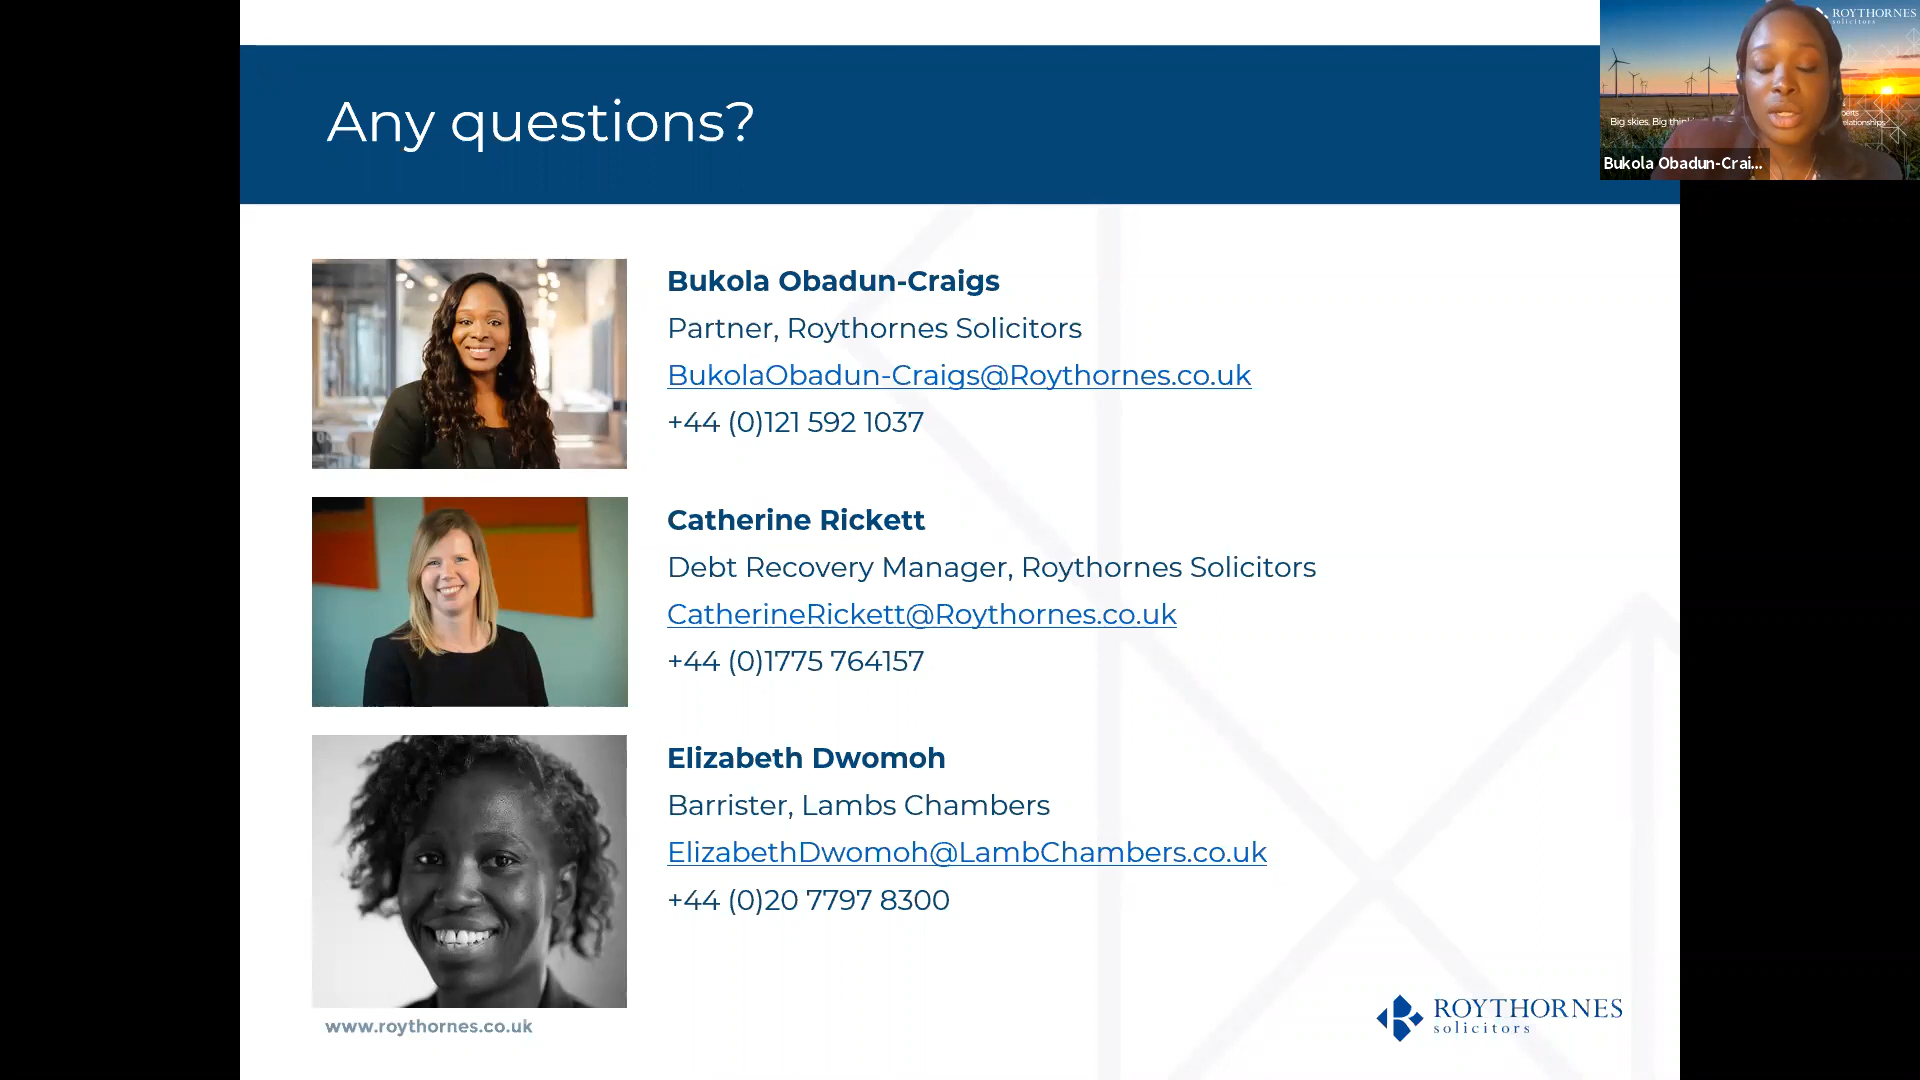 Any questions?
ROYTHORNES
solicitors
Big skies. Big
Bukola Obadun-Crai...
Bukola Obadun-Craigs
Partner, Roythornes Solicitors
BukolaObadun-Craigs@Roythornes.co.uk
+44 (0)121 592 1037
Catherine Rickett
Debt Recovery Manager, Roythornes Solicitors
CatherineRickett@Roythornes.co.uk
+44 (0)1775 764157
Elizabeth Dwomoh
Barrister, Lambs Chambers
ElizabethDwomoh@LambChambers.co.uk
+44 (0)20 7797 8300
www.roythornes.co.uk
ROYTHORNES
solicitors